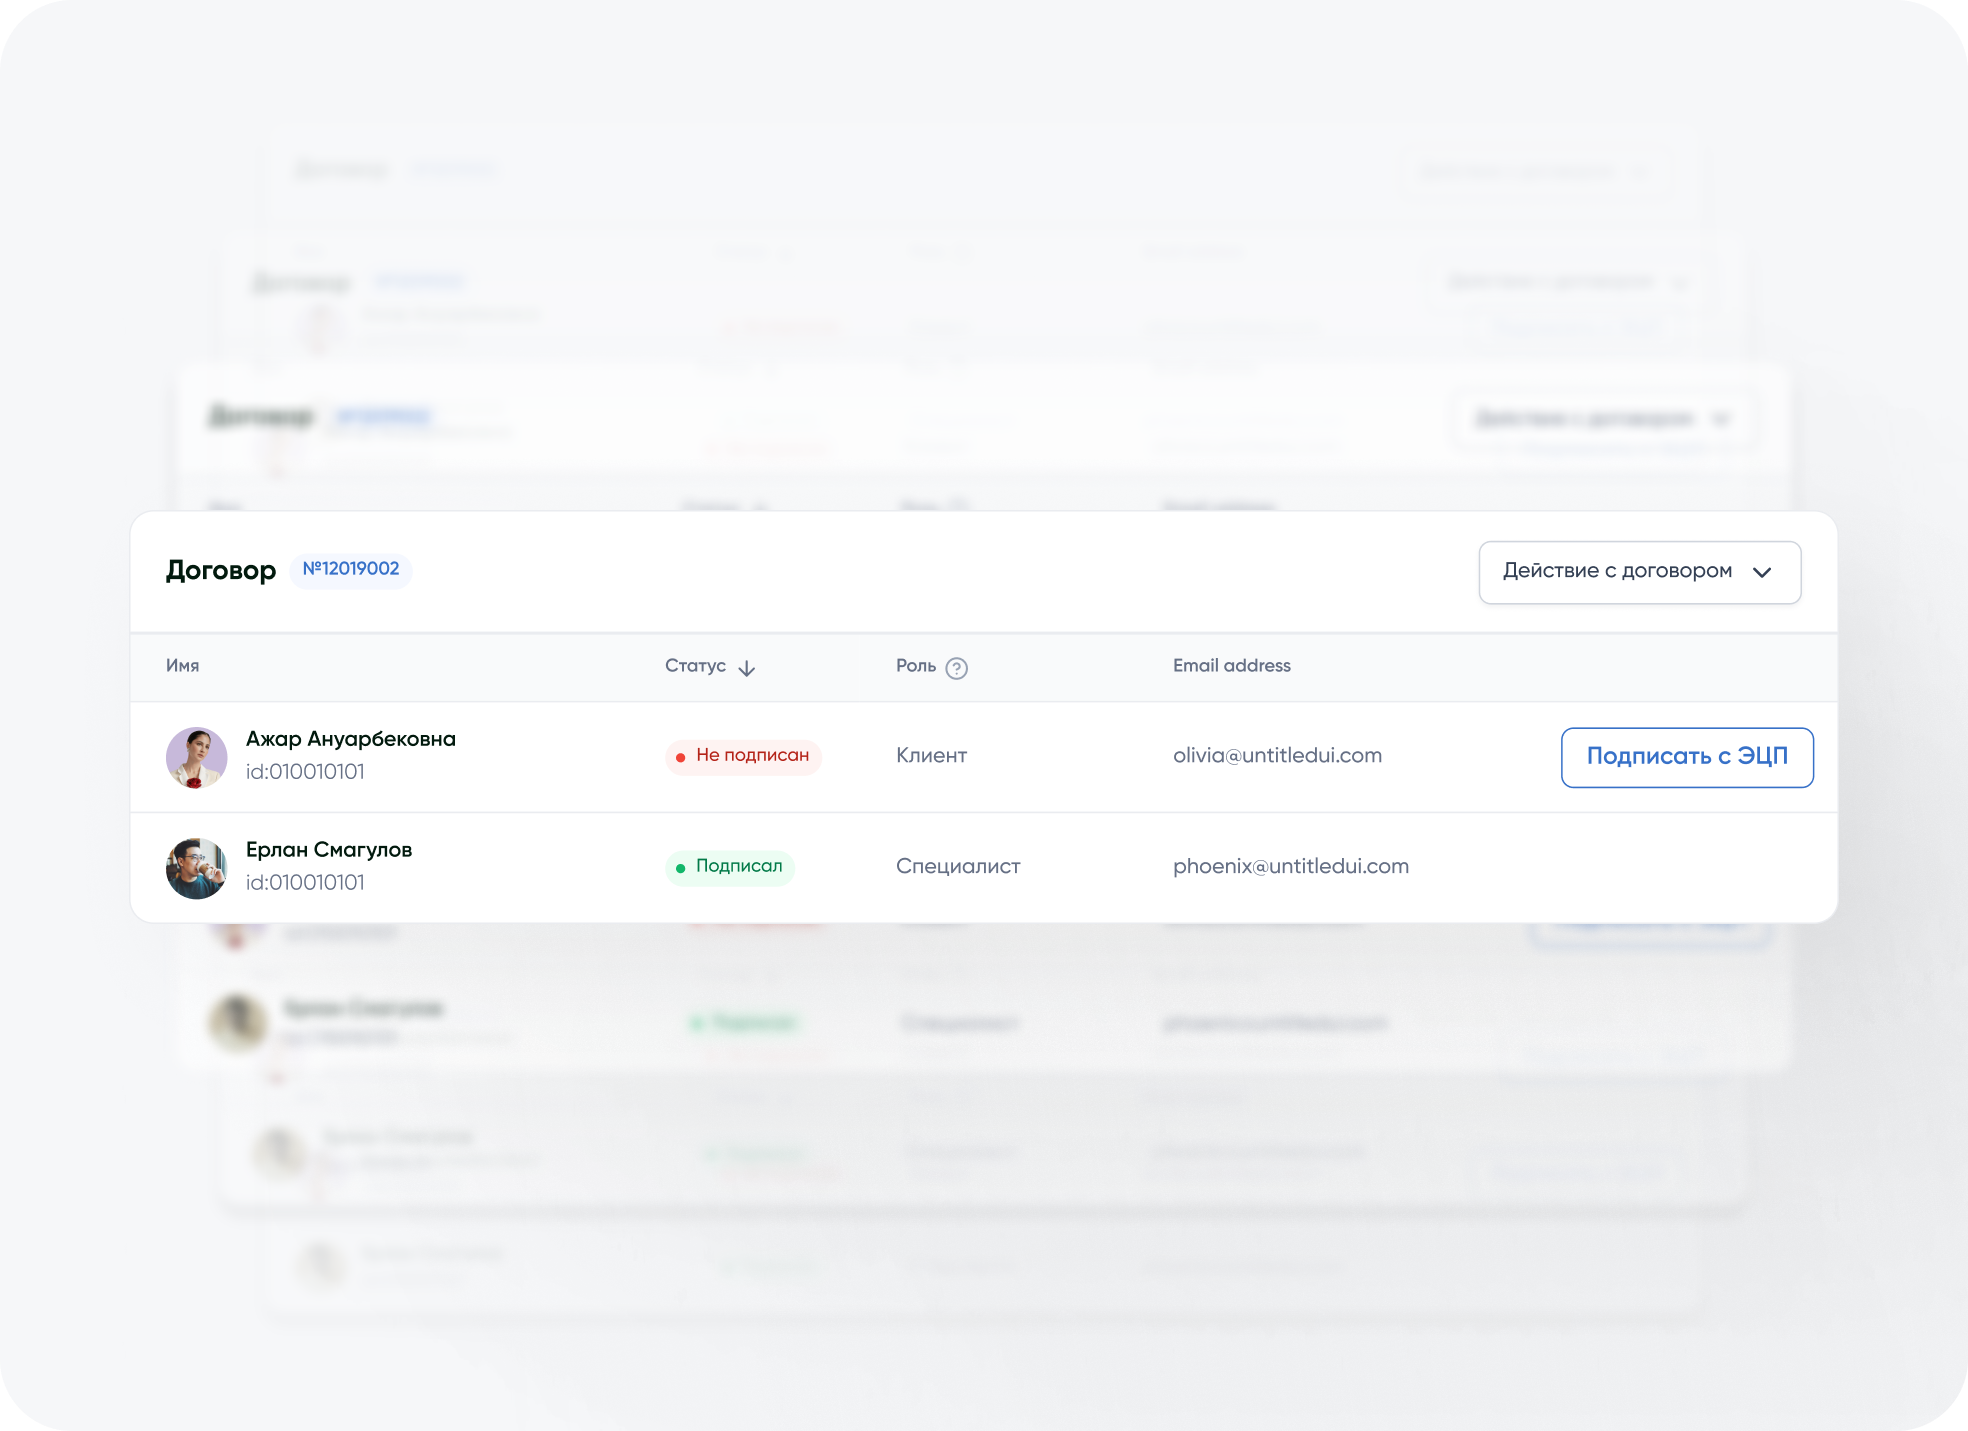 Договор №12019002 Действие с договором
Имя Статус Роль Email address
Ажар Ануарбековна
id:010010101
Не подписан Клиент olivia@untitledui.com Подписать с ЭЦП
Ерлан Смагулов
id:010010101
Подписал Специалист phoenix@untitledui.com